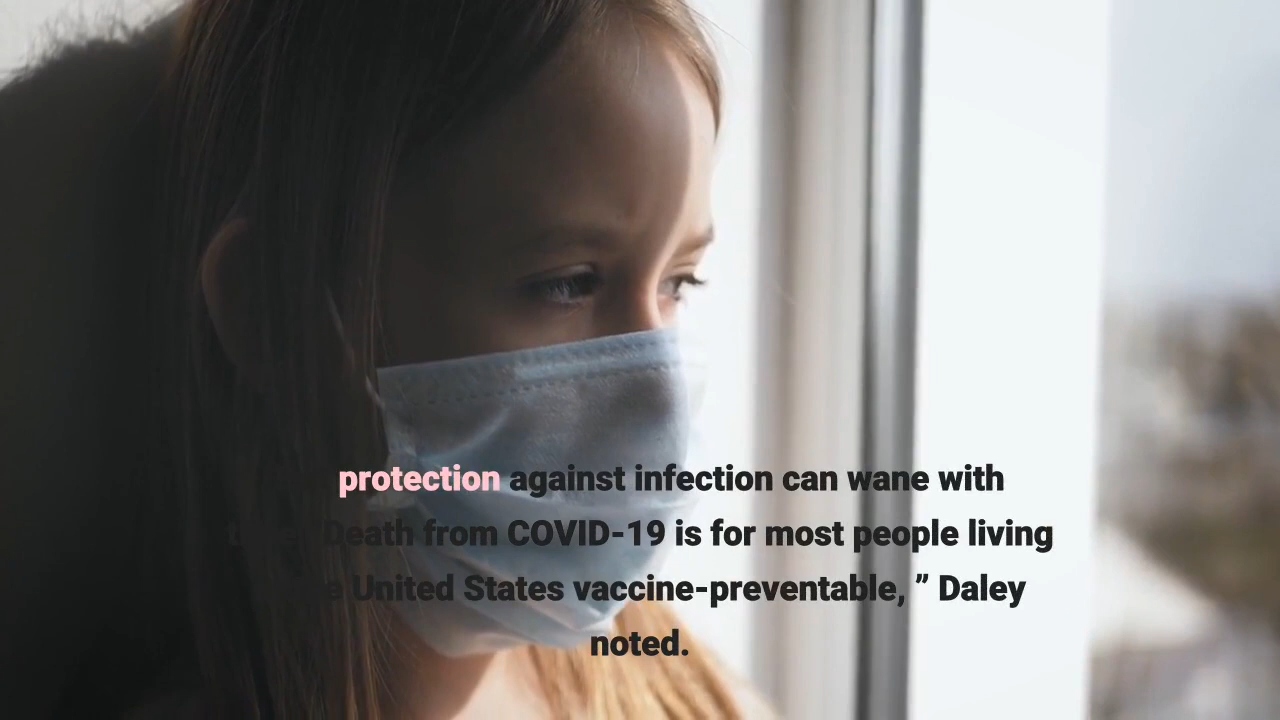 protection against infection can wane with
Death from COVID-19 is for most people living
United States vaccine-preventable, ” Daley
noted.